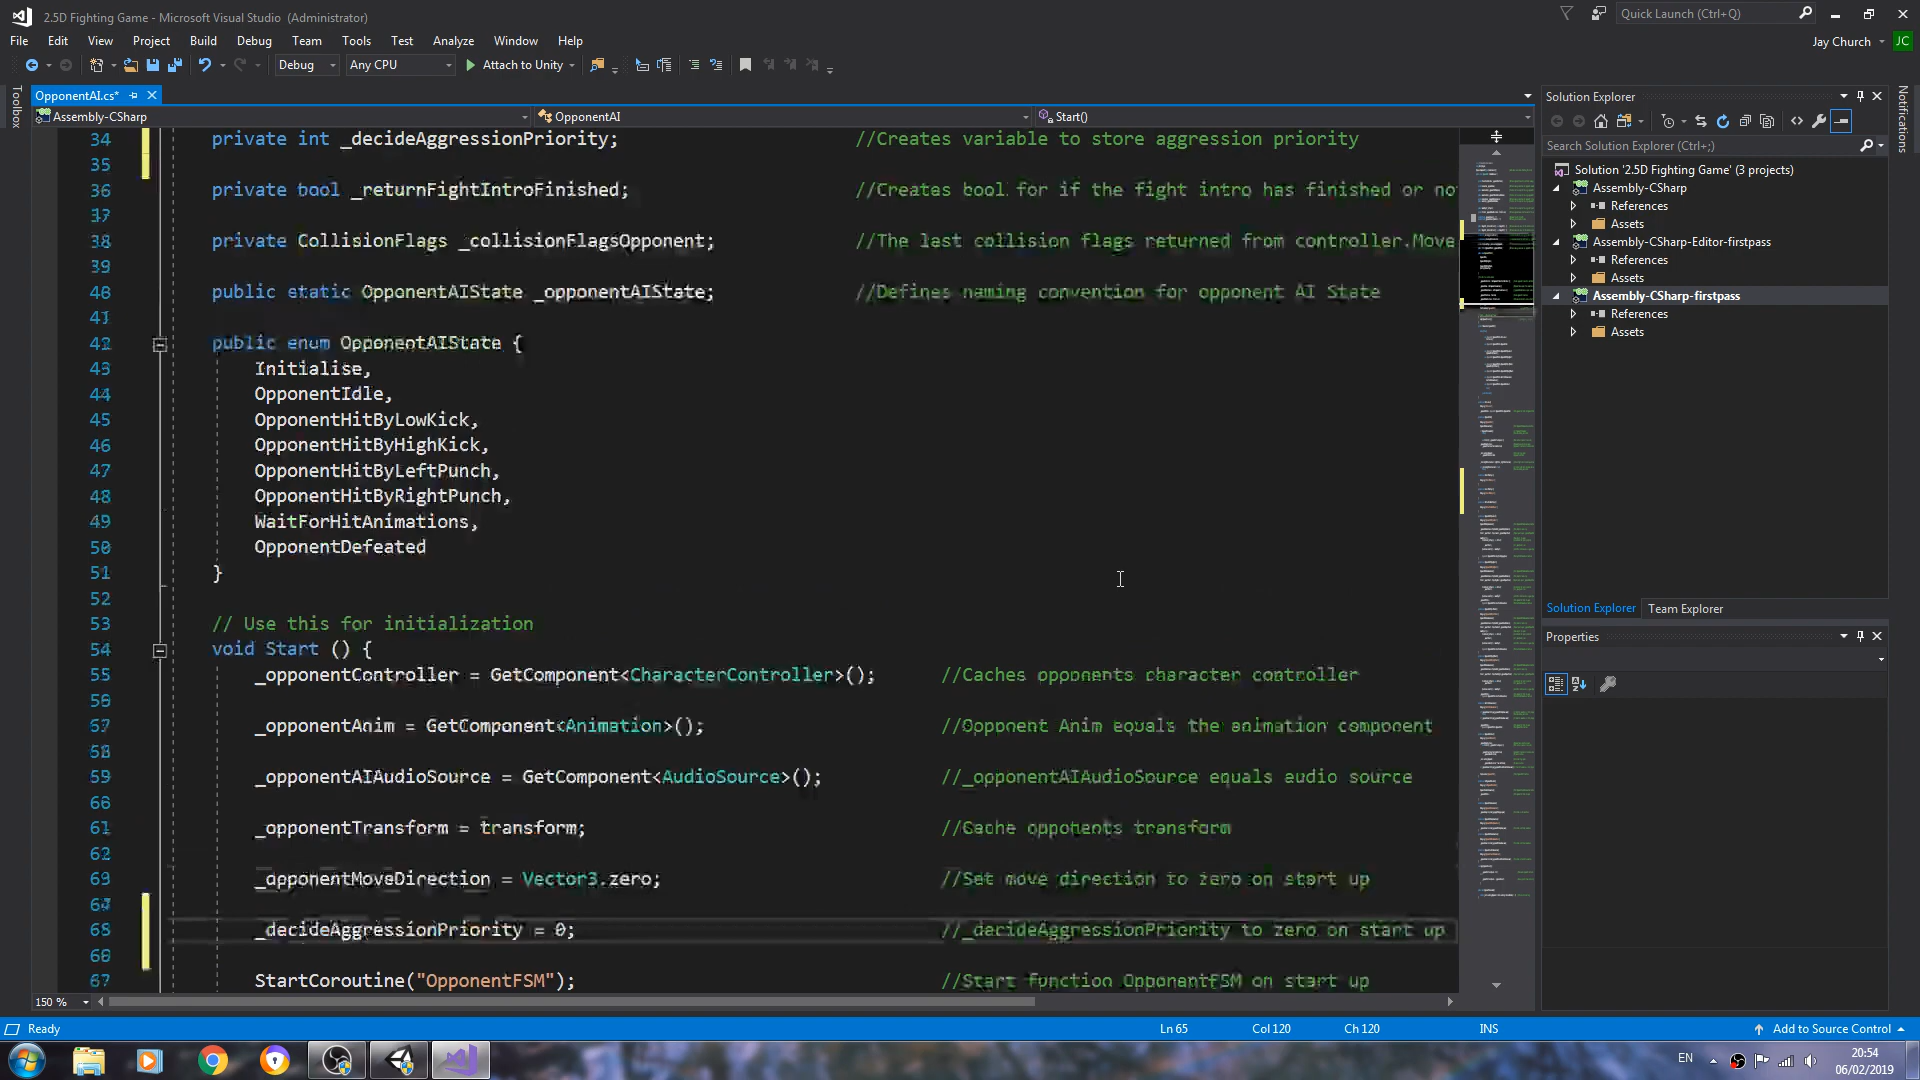 2.5D Fighting Game - Microsoft Visual Studio (Administrator)
Quick Launch (Ctrl+Q)
File Edit View Project Build Debug Team Tools Test Analyze Window Help
Jay Church JC
Debug Any CPU Attach to Unity
Toolbox
OpponentAI.cs*
Assembly-CSharp OpponentAI Start()
34 private int _decideAggressionPriority; //Creates variable to store aggression priority
35
36 private bool _returnFightIntroFinished; //Creates bool for if the fight intro has finished or no
37
38 private CollisionFlags _collisionFlagsOpponent; //The last collision flags returned from controller.Move
39
40 public static OpponentAIState _opponentAIState; //Defines naming convention for opponent AI State
41
42 public enum OpponentAIState {
43 Initialise,
44 OpponentIdle,
45 OpponentHitByLowKick,
46 OpponentHitByHighKick,
47 OpponentHitByLeftPunch,
48 OpponentHitByRightPunch,
49 WaitForHitAnimations,
50 OpponentDefeated
51 }
52
53 // Use this for initialization
54 void Start () {
55 _opponentController = GetComponent<CharacterController>(); //Caches opponents character controller
56
57 _opponentAnim = GetComponent<Animation>(); //Opponent Anim equals the animation component
58
59 _opponentAIAudioSource = GetComponent<AudioSource>(); //_opponentAIAudioSource equals audio source
60
61 _opponentTransform = transform; //Cache oppotents transform
62
63 _opponentMoveDirection = Vector3.zero; //Set move direction to zero on start up
64
65 _decideAggressionPriority = 0; //_decideAggressionPriority to zero on start up
66
67 StartCoroutine("OpponentFSM"); //Start function OpponentFSM on start up
150 %
Solution Explorer
Search Solution Explorer (Ctrl+;)
Solution '2.5D Fighting Game' (3 projects)
Assembly-CSharp
References
Assets
Assembly-CSharp-Editor-firstpass
References
Assets
Assembly-CSharp-firstpass
References
Assets
Solution Explorer Team Explorer
Properties
Notifications
Ready Ln 65 Col 120 Ch 120 INS Add to Source Control
EN 20:54
06/02/2019